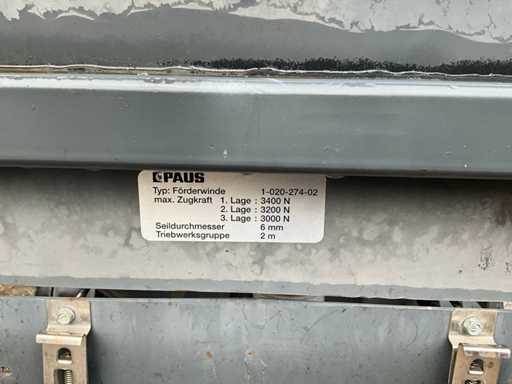 PAUS
Typ: Förderwinde 1-020-274-02
max. Zugkraft 1. Lage : 3400 N
2. Lage : 3200 N
3. Lage : 3000 N
Seildurchmesser 6 mm
Triebwerksgruppe 2 m